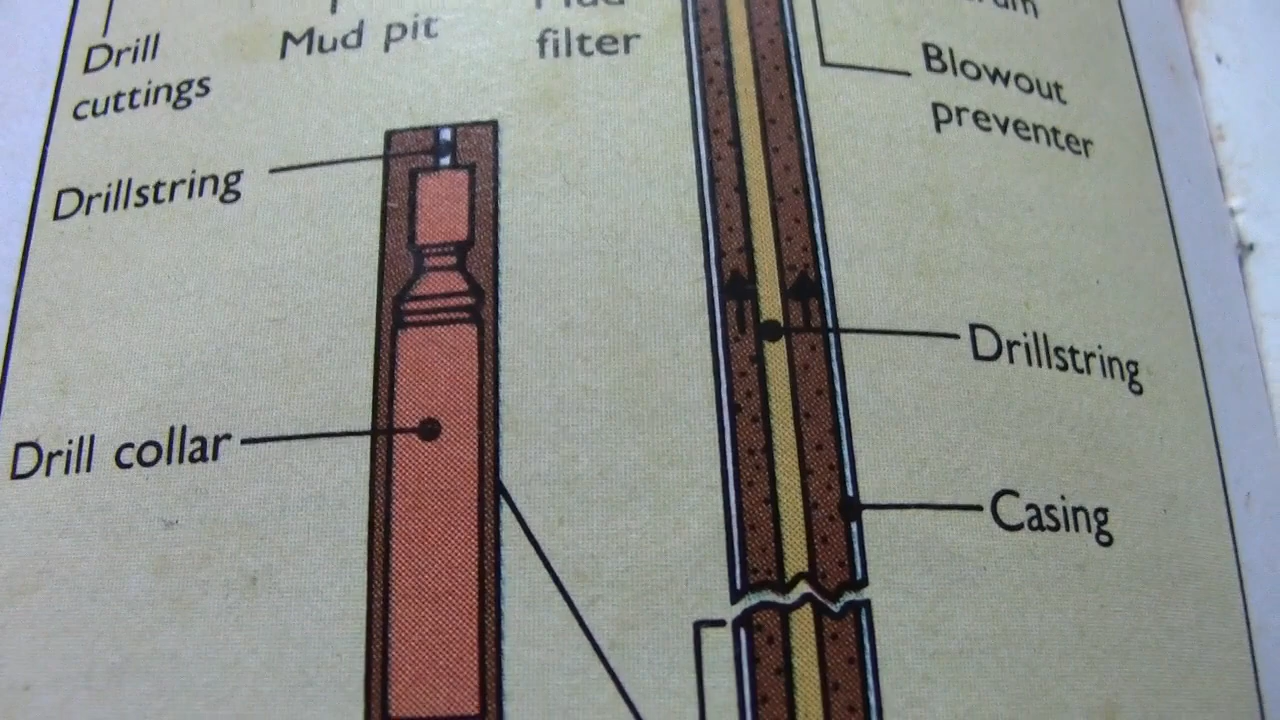 Drill
cuttings
Mud pit
filter
Blowout
preventer
Drillstring
Drillstring
Drill collar
Casing